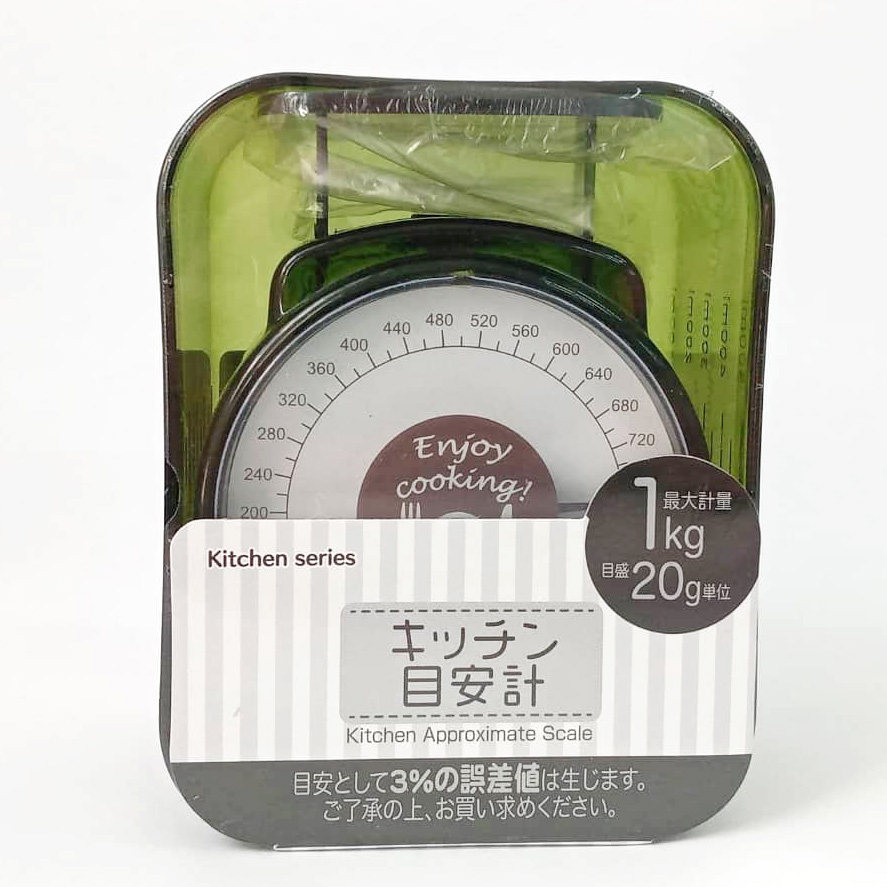 480
520
440
560
400
600
360
640
320
680
280
720
240
200
Enjoy
cooking!
最大計量
1kg
目盛20g単位
Kitchen series
キッチン
目安計
Kitchen Approximate Scale
目安として3%の誤差値は生じます。
ご了承の上、お買い求めください。